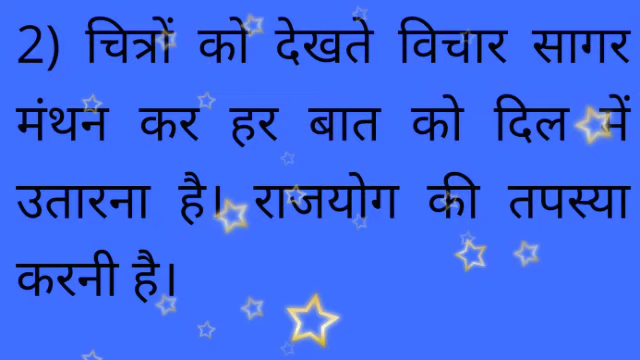 2) चित्रों को देखते विचार सागर
मंथन कर हर बात को दिल में
उतारना है। राजयोग की तपस्या
करनी है।